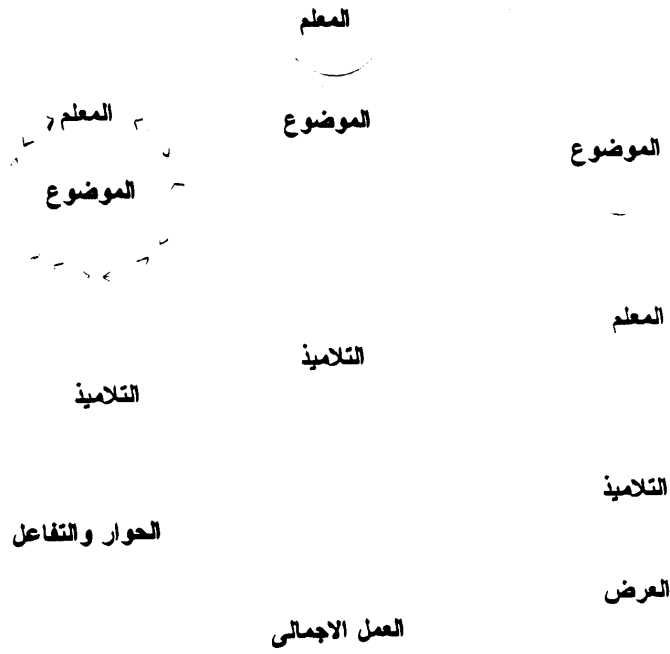 المعلم
المعلم
الموضوع
الموضوع
الموضوع
المعلم
التلاميذ
التلاميذ
التلاميذ
الحوار والتفاعل
العرض
العمل الاجمالى